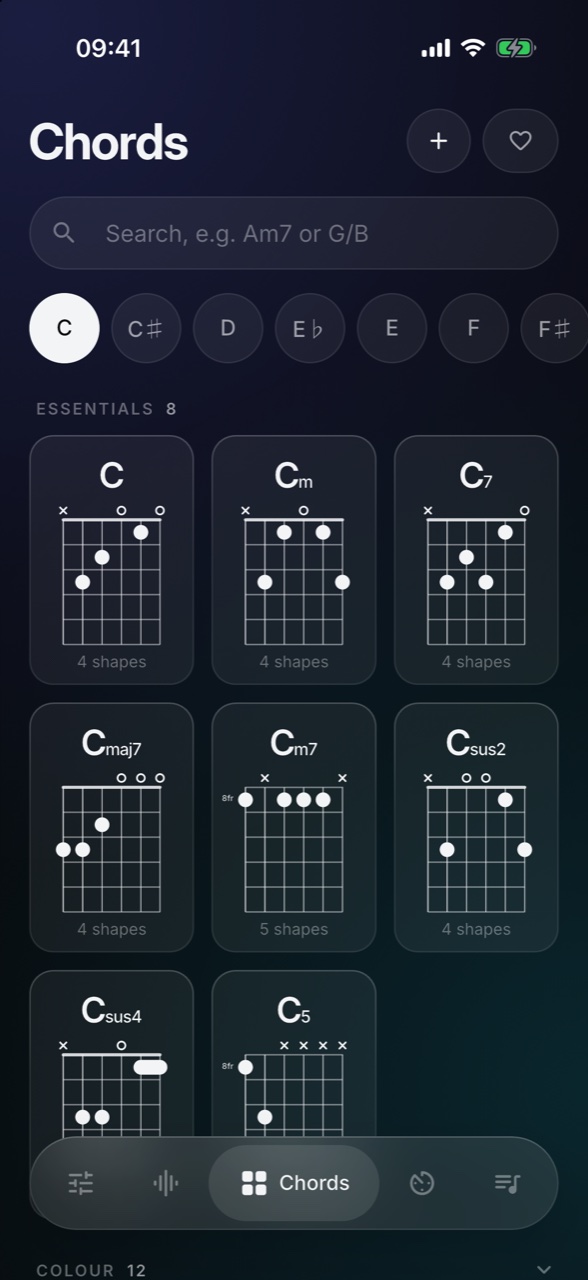 09:41
Chords
Search, e.g. Am7 or G/B
C C♯ D E♭ E F F♯
ESSENTIALS 8
C Cm C7
4 shapes 4 shapes 4 shapes
Cmaj7 Cm7 Csus2
8fr
4 shapes 5 shapes 4 shapes
Csus4 C5
8fr
Chords
COLOUR 12